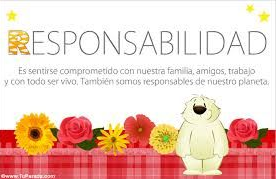 RESPONSABILIDAD
Es sentirse comprometido con nuestra familia, amigos, trabajo
y con todo ser vivo. También somos responsables de nuestro planeta.
www.TuParada.com